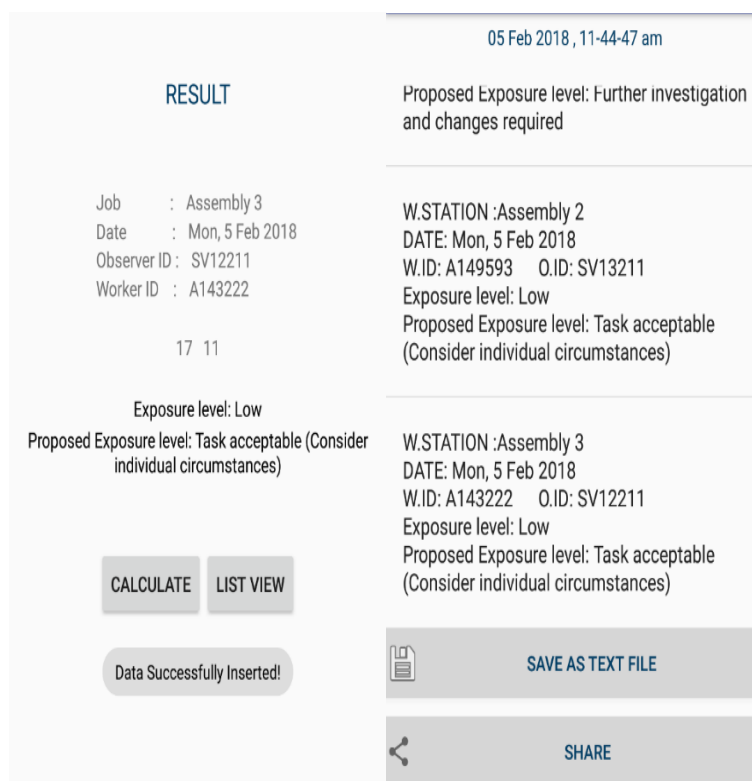 RESULT
Job : Assembly 3
Date : Mon, 5 Feb 2018
Observer ID : SV12211
Worker ID : A143222
17 11
Exposure level: Low
Proposed Exposure level: Task acceptable (Consider
individual circumstances)
CALCULATE LIST VIEW
Data Successfully Inserted!
05 Feb 2018 , 11-44-47 am
Proposed Exposure level: Further investigation
and changes required
W.STATION :Assembly 2
DATE: Mon, 5 Feb 2018
W.ID: A149593 O.ID: SV13211
Exposure level: Low
Proposed Exposure level: Task acceptable
(Consider individual circumstances)
W.STATION :Assembly 3
DATE: Mon, 5 Feb 2018
W.ID: A143222 O.ID: SV12211
Exposure level: Low
Proposed Exposure level: Task acceptable
(Consider individual circumstances)
SAVE AS TEXT FILE
SHARE